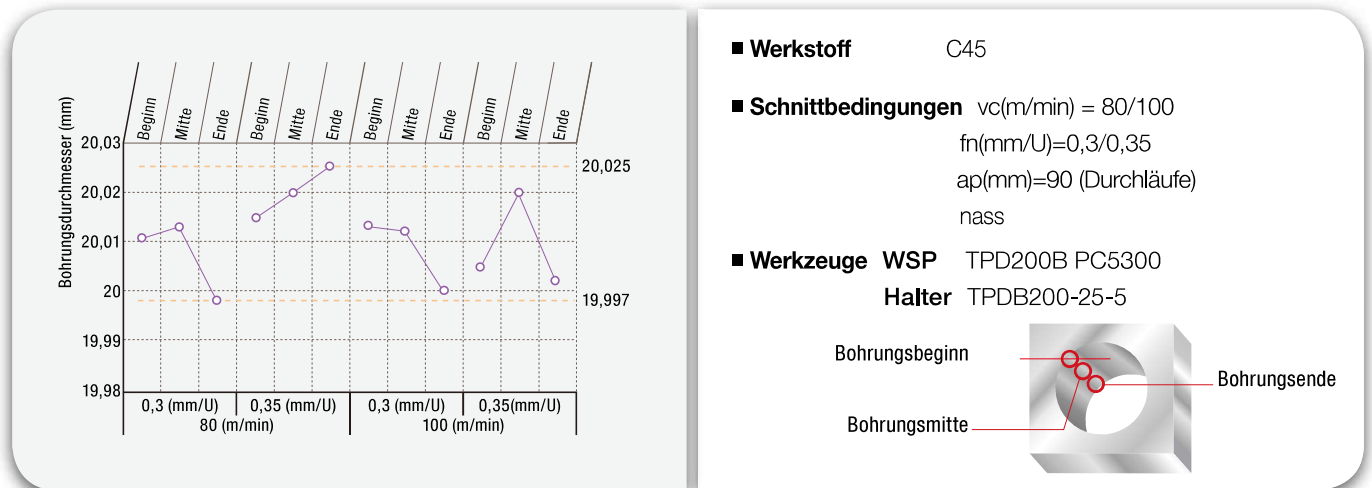 Bohrungsdurchmesser (mm)
Beginn Mitte Ende Beginn Mitte Ende Beginn Mitte Ende Beginn Mitte Ende
20,03
20,02
20,01
20
19,99
19,98
20,025
19,997
0,3 (mm/U) 0,35 (mm/U) 0,3 (mm/U) 0,35(mm/U)
80 (m/min) 100 (m/min)
■ Werkstoff C45
■ Schnittbedingungen vc(m/min) = 80/100
fn(mm/U)=0,3/0,35
ap(mm)=90 (Durchläufe)
nass
■ Werkzeuge WSP TPD200B PC5300
Halter TPDB200-25-5
Bohrungsbeginn
Bohrungsende
Bohrungsmitte